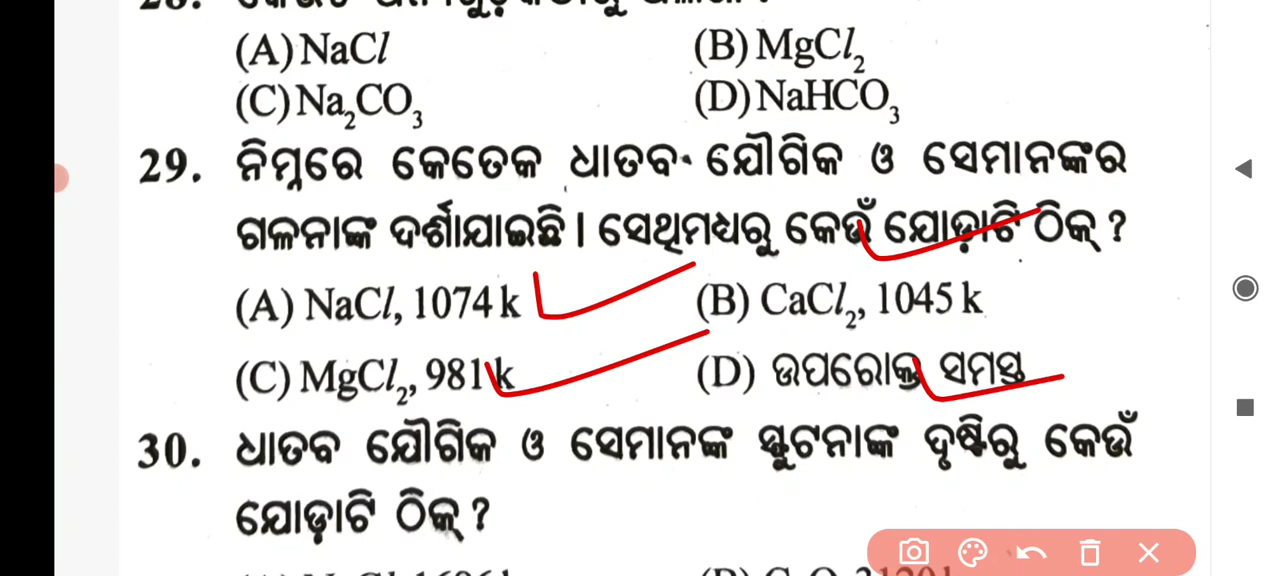 (A) NaCl (B) MgCl₂
(C) Na₂CO₃ (D) NaHCO₃
29. ନିମ୍ନରେ କେତେକ ଧାତବ ଯୌଗିକ ଓ ସେମାନଙ୍କର
ଗଳନାଙ୍କ ଦର୍ଶାଯାଇଛି । ସେଥିମଧ୍ୟରୁ କେଉଁ ଯୋଡ଼ାଟି ଠିକ୍ ?
(A) NaCl, 1074 k (B) CaCl₂, 1045 k
(C) MgCl₂, 981 k (D) ଉପରୋକ୍ତ ସମସ୍ତ
30. ଧାତବ ଯୌଗିକ ଓ ସେମାନଙ୍କ ସ୍ଫୁଟନାଙ୍କ ଦୃଷ୍ଟିରୁ କେଉଁ
ଯୋଡ଼ାଟି ଠିକ୍ ?